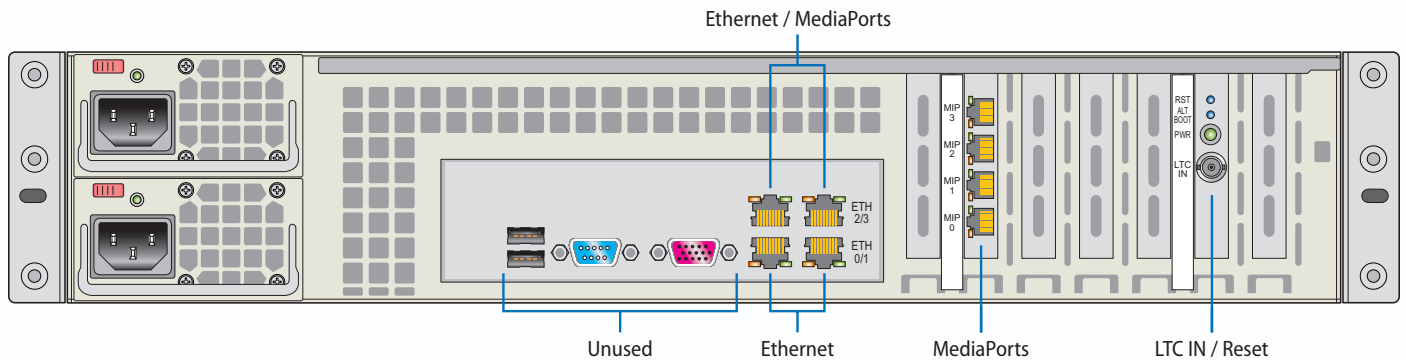 Ethernet / MediaPorts
MIP
3
MIP
2
MIP
1
MIP
0
RST
ALT
BOOT
PWR
LTC
IN
ETH
2/3
ETH
0/1
Unused
Ethernet
MediaPorts
LTC IN / Reset